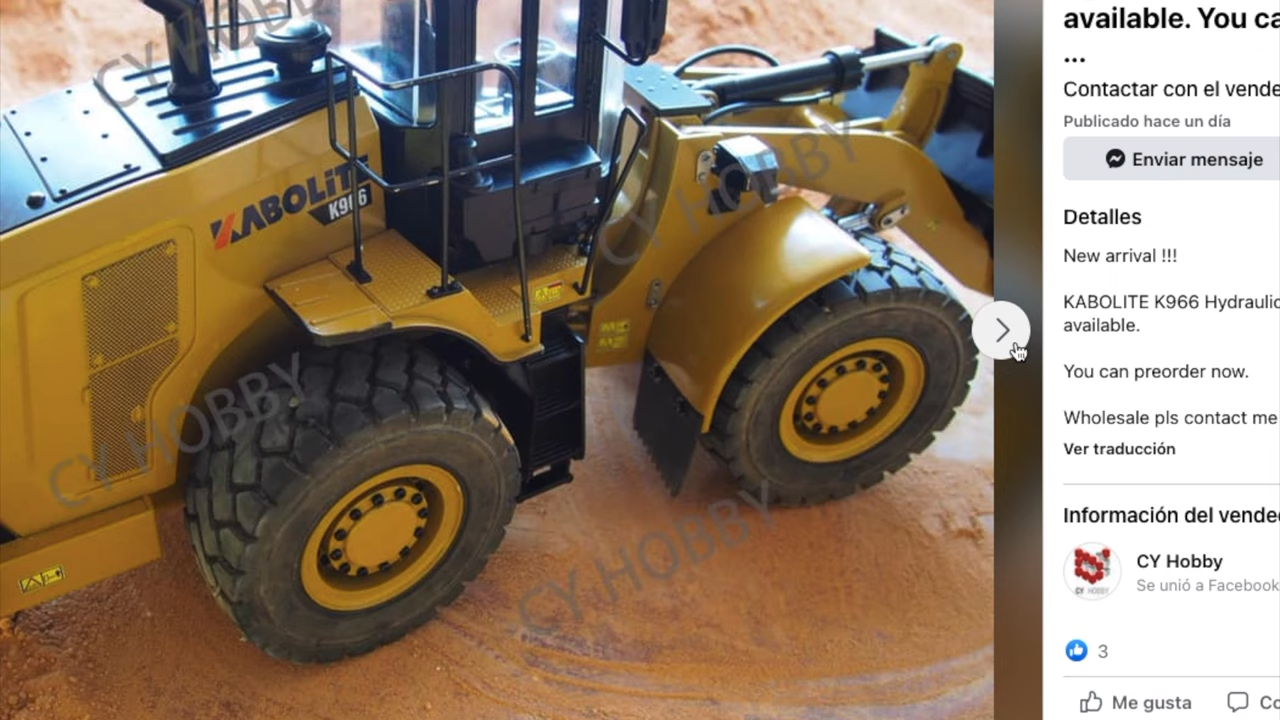 CY HOBBY
KABOLITE
K966
CY HOBBY
CY HOBBY
CY HOBBY
available. You ca
...
Contactar con el vende
Publicado hace un día
Enviar mensaje
Detalles
New arrival !!!
KABOLITE K966 Hydraulic
available.
You can preorder now.
Wholesale pls contact me
Ver traducción
Información del vende
CY Hobby
Se unió a Facebook
CY HOBBY
3
Me gusta
Co